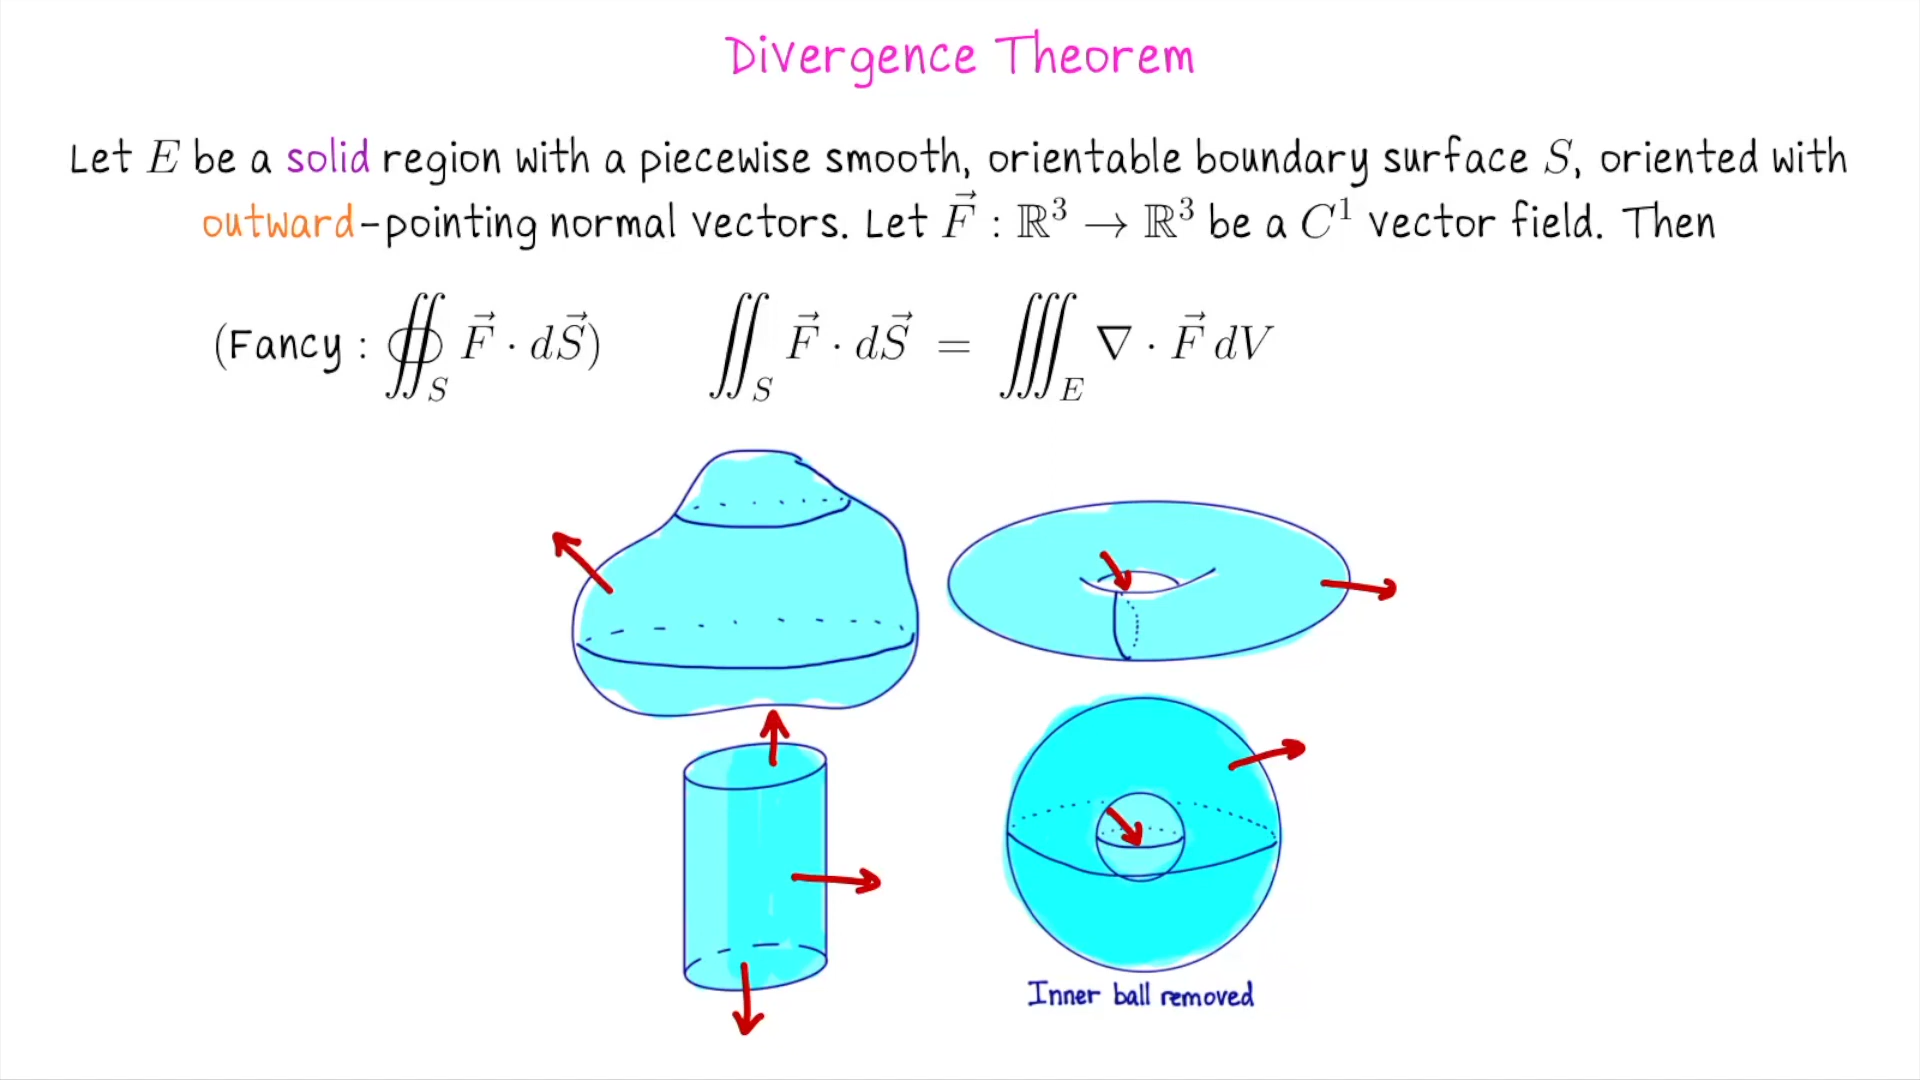 Divergence Theorem
Let E be a solid region with a piecewise smooth, orientable boundary surface S, oriented with
outward-pointing normal vectors. Let F⃗ : ℝ³ → ℝ³ be a C¹ vector field. Then
(Fancy : ∯_S F⃗ · dS⃗) ∬_S F⃗ · dS⃗ = ∭_E ∇ · F⃗ dV
Inner ball removed